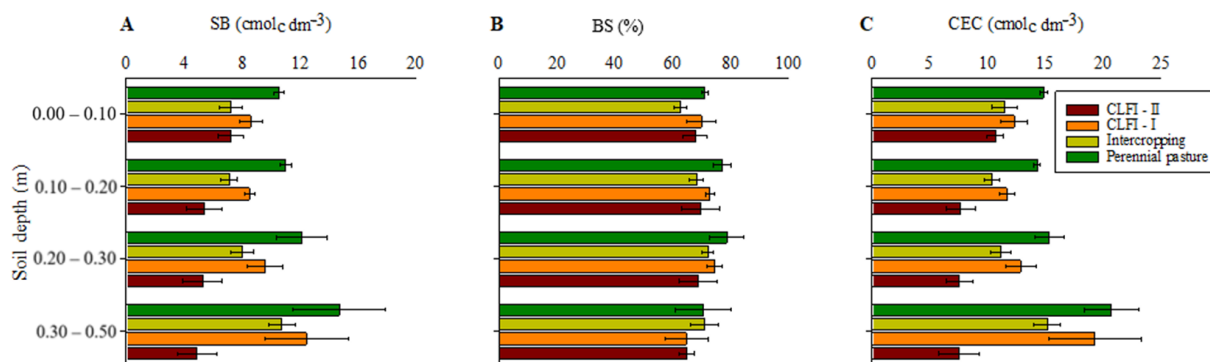 A SB (cmolc dm-3)
B BS (%)
C CEC (cmolc dm-3)
0 4 8 12 16 20
0 20 40 60 80 100
0 5 10 15 20 25
Soil depth (m)
0.00 – 0.10
0.10 – 0.20
0.20 – 0.30
0.30 – 0.50
CLFI - II
CLFI - I
Intercropping
Perennial pasture